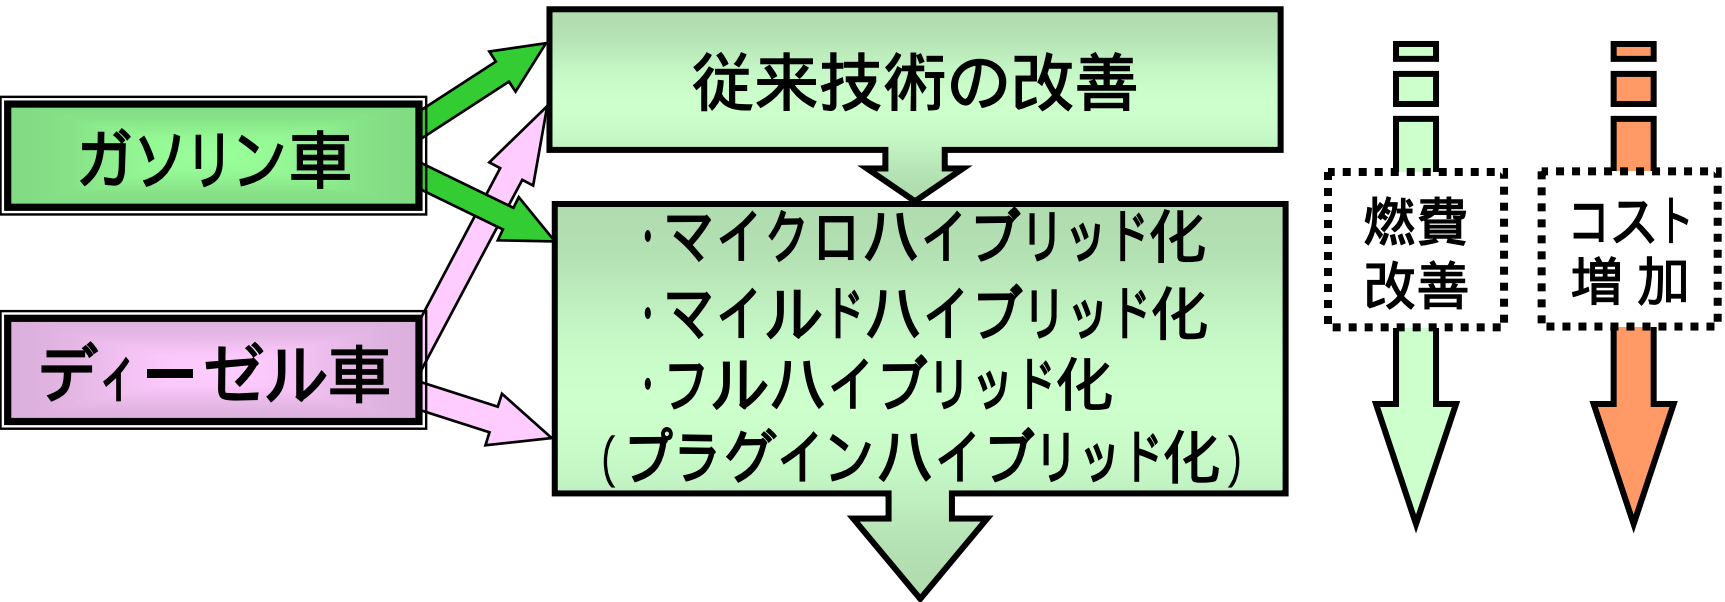 従来技術の改善
ガソリン車
・マイクロハイブリッド化
・マイルドハイブリッド化
ディーゼル車
・フルハイブリッド化
(プラグインハイブリッド化)
燃費
改善
コスト
増加